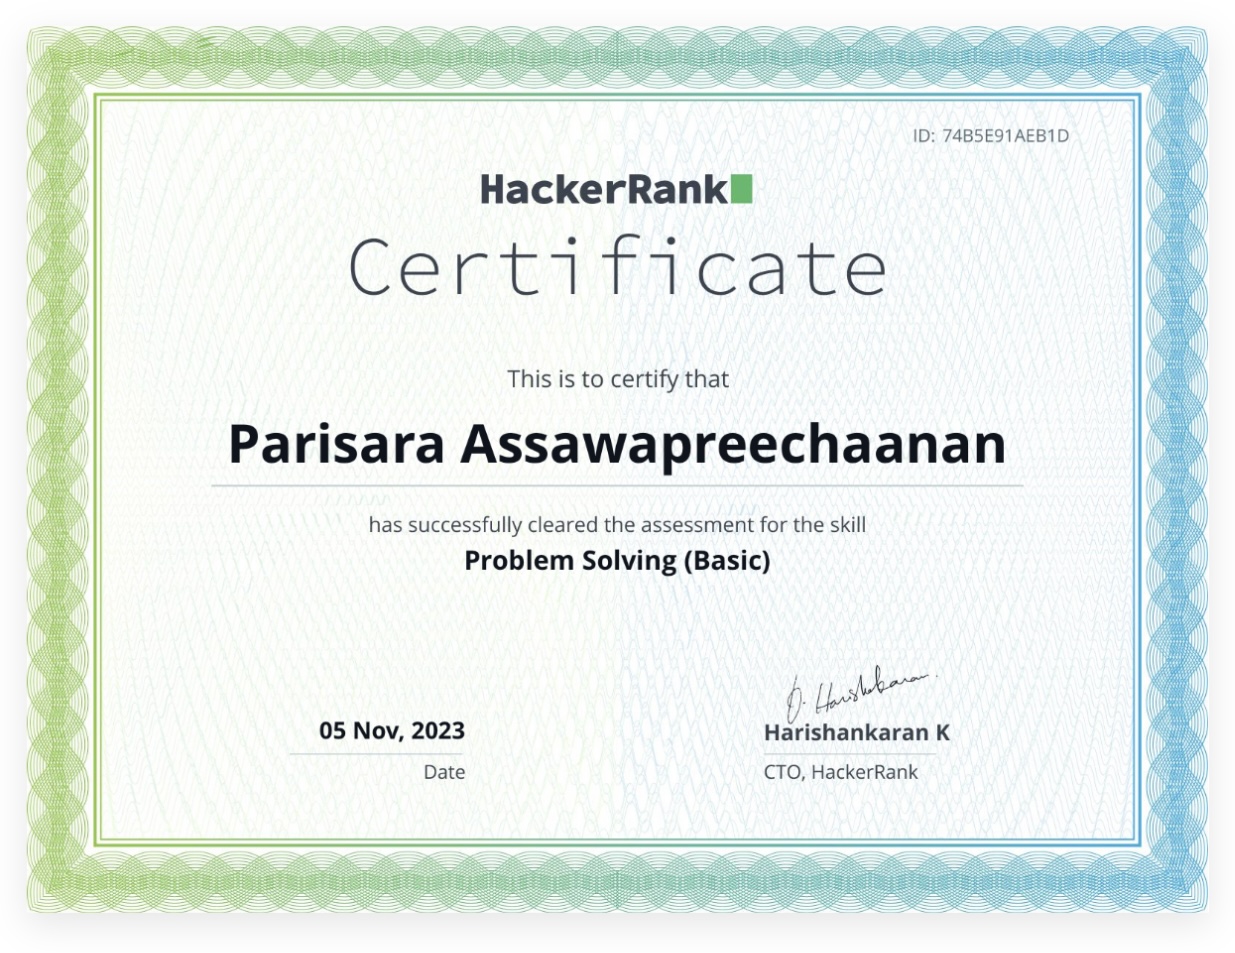 ID: 74B5E91AEB1D
HackerRank
Certificate
This is to certify that
Parisara Assawapreechaanan
has successfully cleared the assessment for the skill
Problem Solving (Basic)
05 Nov, 2023
Date
Harishankaran K
CTO, HackerRank